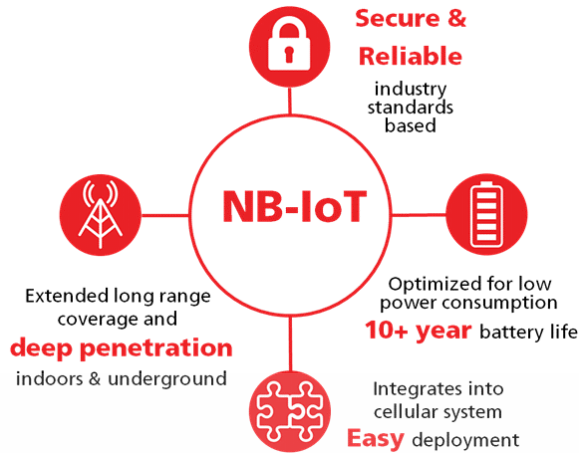 Secure &
Reliable
industry
standards
based
NB-IoT
Extended long range
coverage and
deep penetration
indoors & underground
Optimized for low
power consumption
10+ year battery life
Integrates into
cellular system
Easy deployment